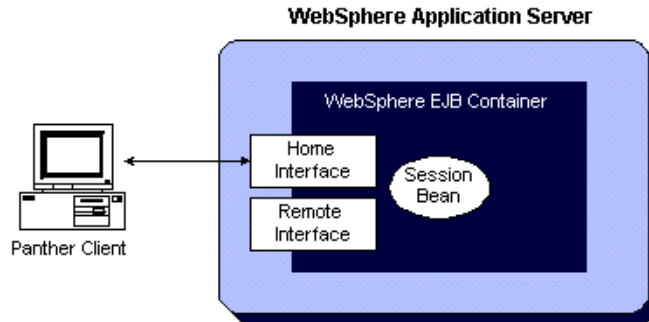 WebSphere Application Server
WebSphere EJB Container
Home
Interface
Session
Bean
Remote
Interface
Panther Client